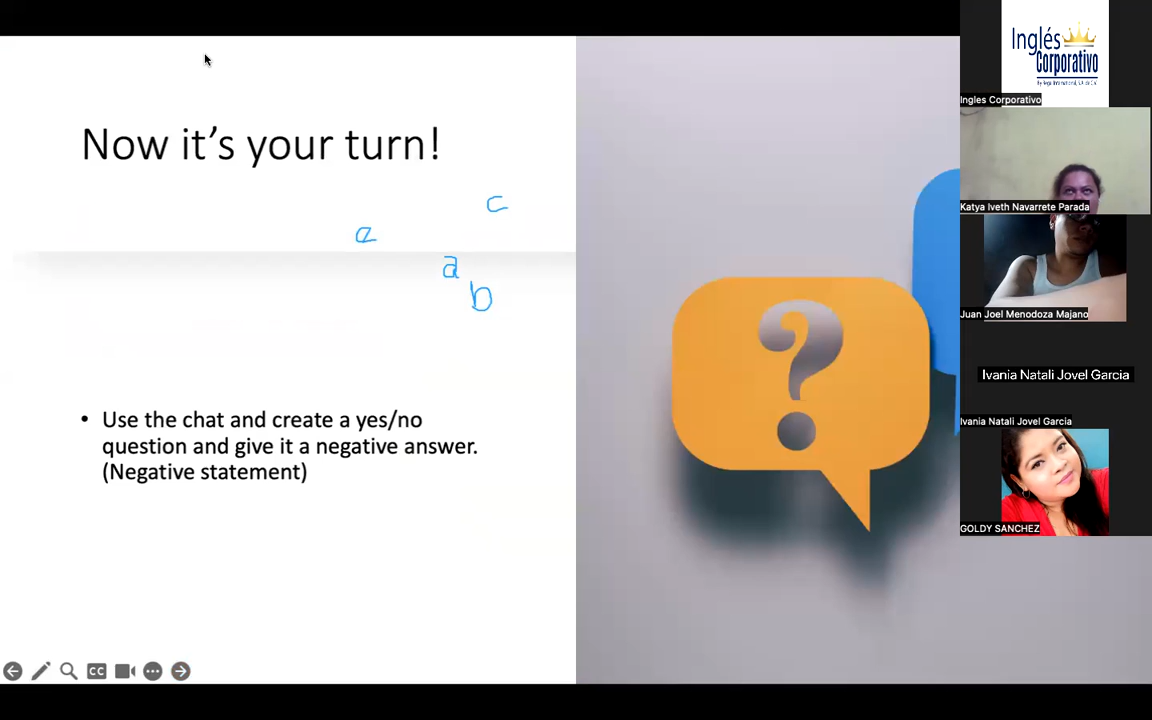 Now it's your turn!
c
a
a
b
• Use the chat and create a yes/no
question and give it a negative answer.
(Negative statement)
?
CC
Inglés
Corporativo
Ingles Corporativo
Katya Iveth Navarrete Parada
Juan Joel Menodoza Majano
Ivania Natali Jovel Garcia
Ivania Natali Jovel Garcia
GOLDY SANCHEZ